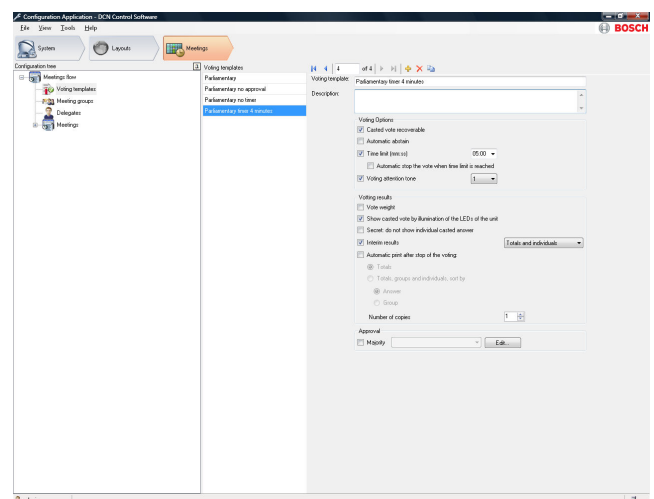 Configuration Application - DCN Control Software
File View Tools Help
BOSCH
System
Layouts
Meetings
Configuration tree
Meetings flow
Voting templates
Meeting groups
Delegates
Meetings
Voting templates
Parliamentary
Parliamentary no approval
Parliamentary no timer
Parliamentary timer 4 minutes
4 of 4
Voting template: Parliamentary timer 4 minutes
Description:
Voting Options
Casted vote recoverable
Automatic abstain
Time limit (mm:ss) 05:00
Automatic stop the vote when time limit is reached
Voting attention tone 1
Votting results
Vote weight
Show casted vote by illumination of the LEDs of the unit
Secret: do not show individual casted answer
Interim results Totals and individuals
Automatic print after stop of the voting:
Totals
Totals, groups and individuals, sort by
Answer
Group
Number of copies 1
Approval
Majority Edit...